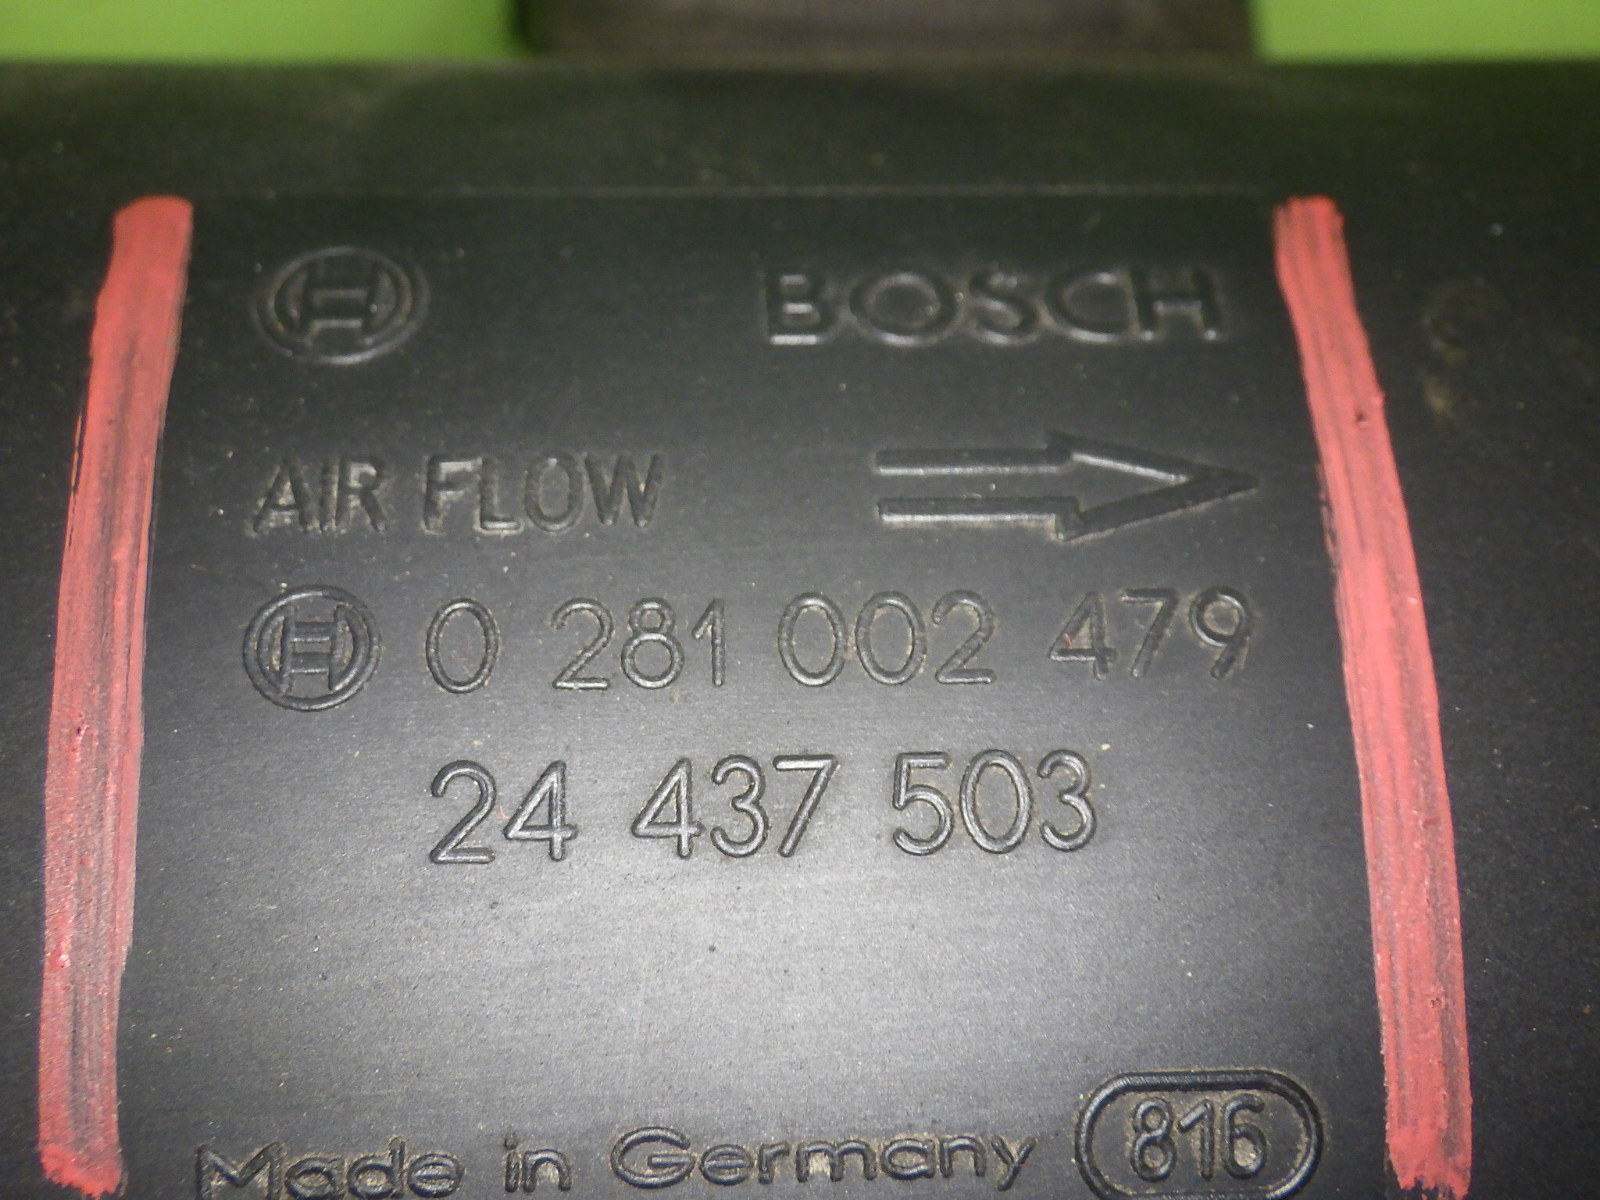 BOSCH
AIR FLOW
0 281 002 479
24 437 503
Made in Germany 816